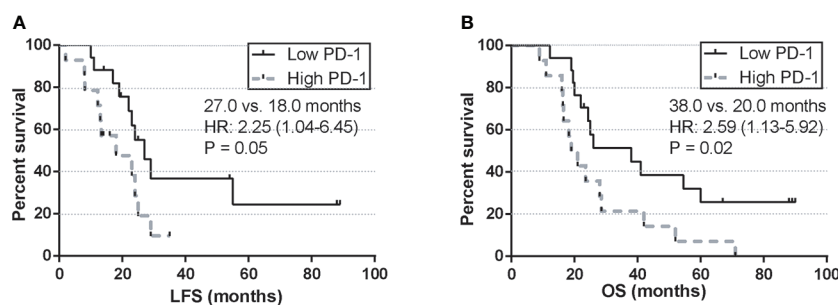 A
Low PD-1
High PD-1
27.0 vs. 18.0 months
HR: 2.25 (1.04-6.45)
P = 0.05
Percent survival
100
80
60
40
20
0
0 20 40 60 80 100
LFS (months)
B
Low PD-1
High PD-1
38.0 vs. 20.0 months
HR: 2.59 (1.13-5.92)
P = 0.02
Percent survival
100
80
60
40
20
0
0 20 40 60 80 100
OS (months)